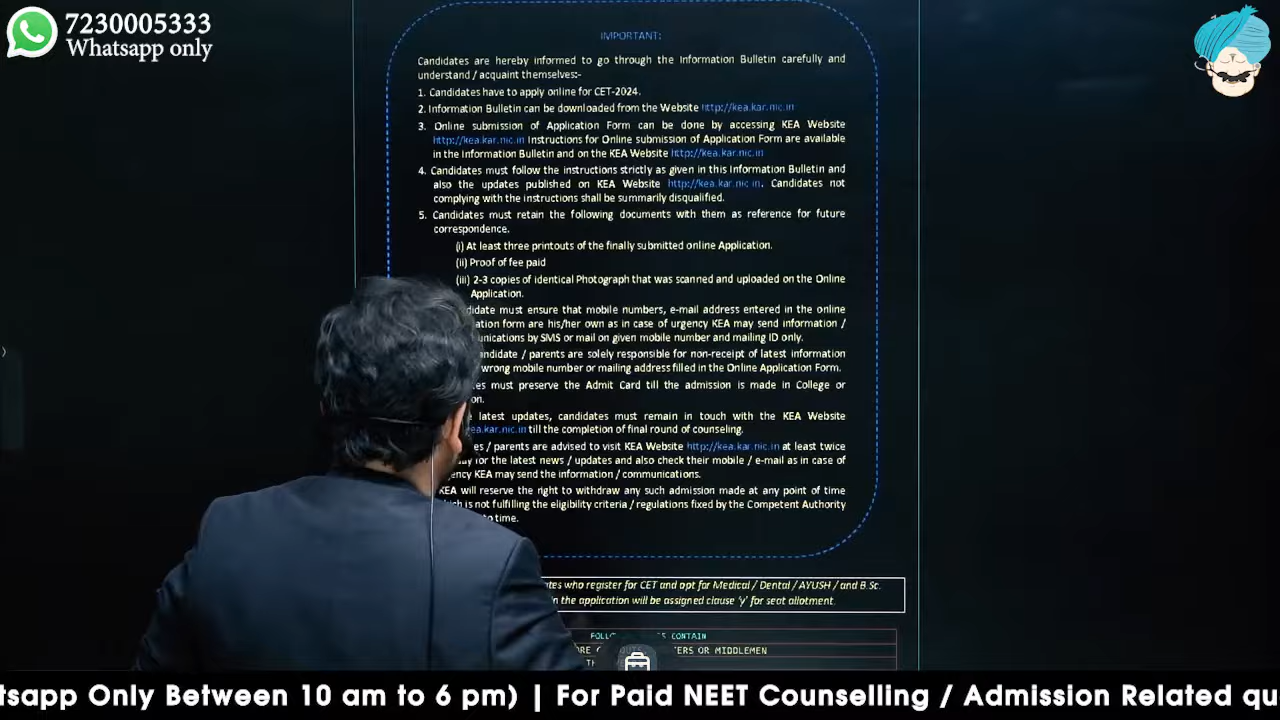 7230005333
Whatsapp only
IMPORTANT:
Candidates are hereby informed to go through the Information Bulletin carefully and
understand / acquaint themselves:-
1. Candidates have to apply online for CET-2024.
2. Information Bulletin can be downloaded from the Website http://kea.kar.nic.in
3. Online submission of Application Form can be done by accessing KEA Website
http://kea.kar.nic.in Instructions for Online submission of Application Form are available
in the Information Bulletin and on the KEA Website http://kea.kar.nic.in
4. Candidates must follow the instructions strictly as given in this Information Bulletin and
also the updates published on KEA Website http://kea.kar.nic.in. Candidates not
complying with the instructions shall be summarily disqualified.
5. Candidates must retain the following documents with them as reference for future
correspondence.
(i) At least three printouts of the finally submitted online Application.
(ii) Proof of fee paid
(iii) 2-3 copies of identical Photograph that was scanned and uploaded on the Online
Application.
didate must ensure that mobile numbers, e-mail address entered in the online
ation form are his/her own as in case of urgency KEA may send information /
unications by SMS or mail on given mobile number and mailing ID only.
andidate / parents are solely responsible for non-receipt of latest information
wrong mobile number or mailing address filled in the Online Application Form.
tes must preserve the Admit Card till the admission is made in College or
on.
latest updates, candidates must remain in touch with the KEA Website
ea.kar.nic.in till the completion of final round of counseling.
es / parents are advised to visit KEA Website http://kea.kar.nic.in at least twice
ay for the latest news / updates and also check their mobile / e-mail as in case of
gency KEA may send the information / communications.
KEA will reserve the right to withdraw any such admission made at any point of time
hich is not fulfilling the eligibility criteria / regulations fixed by the Competent Authority
to time.
ates who register for CET and opt for Medical / Dental / AYUSH / and B.Sc.
in the application will be assigned clause 'y' for seat allotment.
FOLL S CONTAIN
ERS OR MIDDLEMEN
tsapp Only Between 10 am to 6 pm) | For Paid NEET Counselling / Admission Related qu